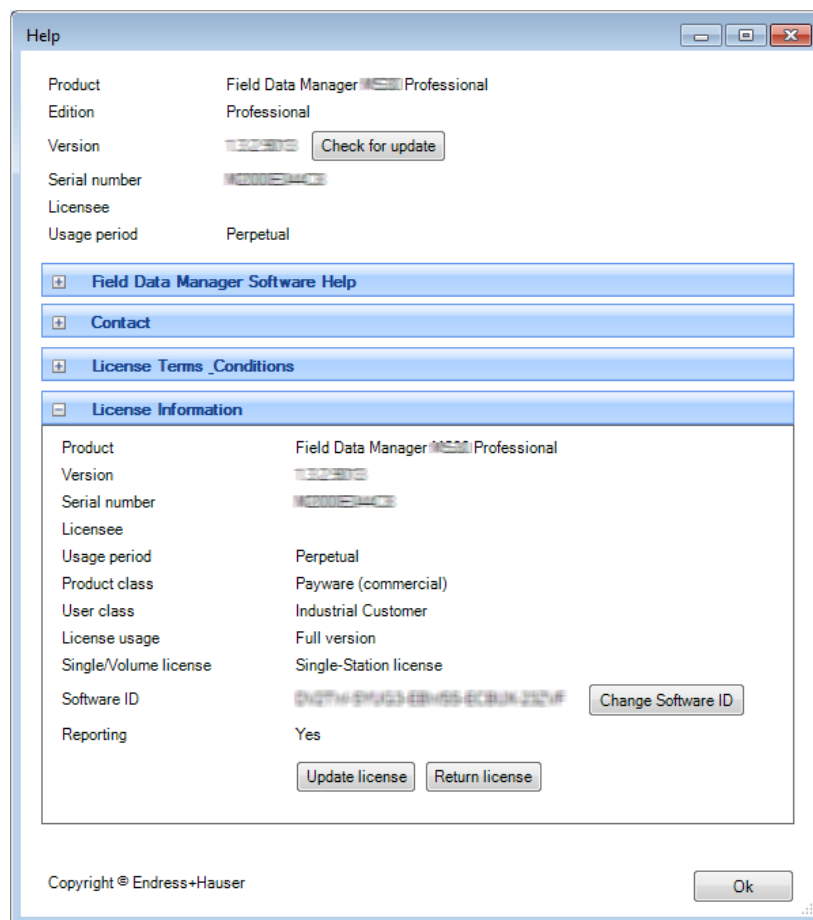 Help
Product Field Data Manager Professional
Edition Professional
Version Check for update
Serial number
Licensee
Usage period Perpetual
Field Data Manager Software Help
Contact
License Terms _Conditions
License Information
Product Field Data Manager Professional
Version
Serial number
Licensee
Usage period Perpetual
Product class Payware (commercial)
User class Industrial Customer
License usage Full version
Single/Volume license Single-Station license
Software ID Change Software ID
Reporting Yes
Update license Return license
Copyright © Endress+Hauser Ok